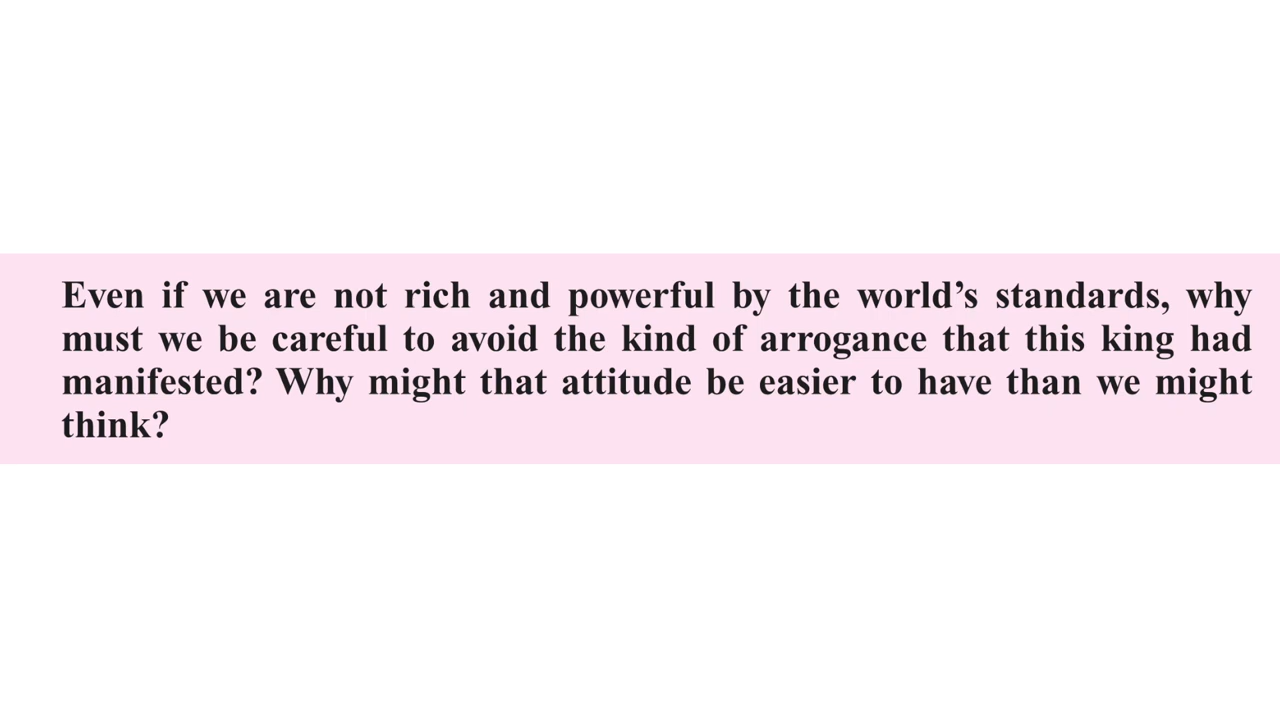 Even if we are not rich and powerful by the world’s standards, why
must we be careful to avoid the kind of arrogance that this king had
manifested? Why might that attitude be easier to have than we might
think?